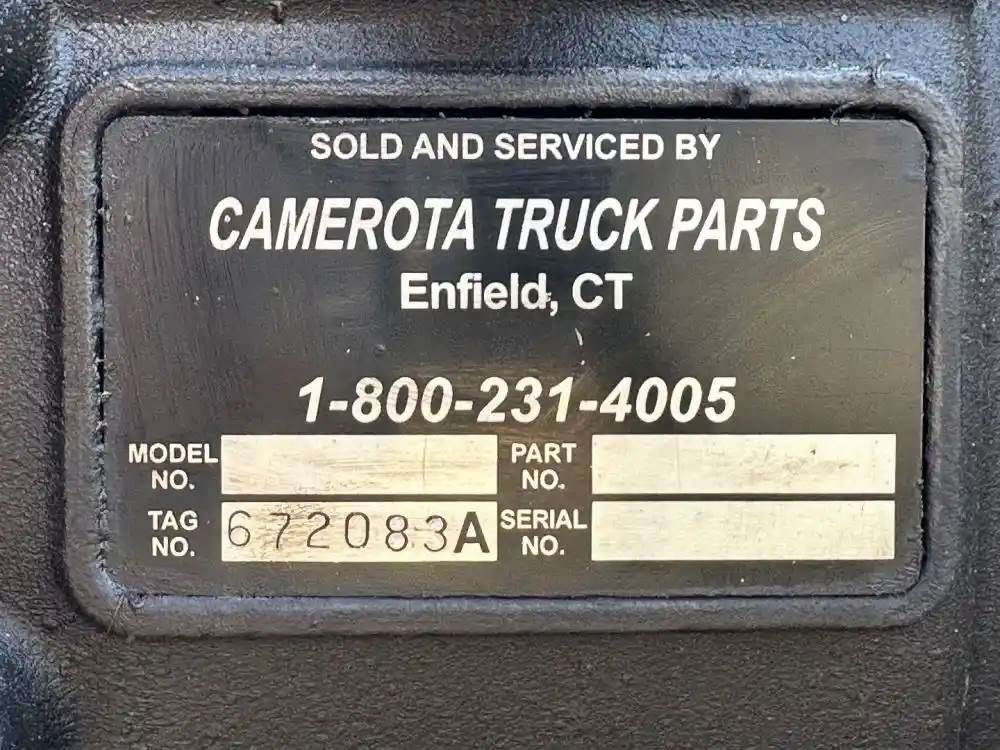 SOLD AND SERVICED BY
CAMEROTA TRUCK PARTS
Enfield, CT
1-800-231-4005
MODEL NO.
PART NO.
TAG NO. 672083A
SERIAL NO.